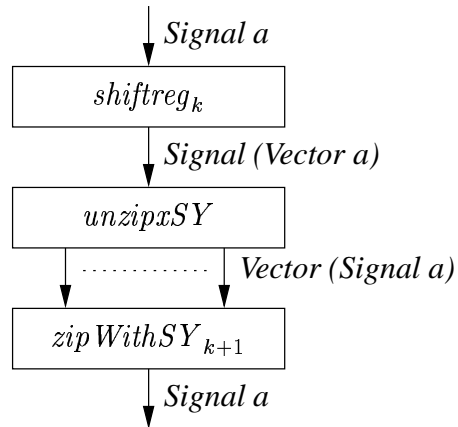 Signal a
shiftreg_k
Signal (Vector a)
unzipxSY
Vector (Signal a)
zipWithSY_{k+1}
Signal a